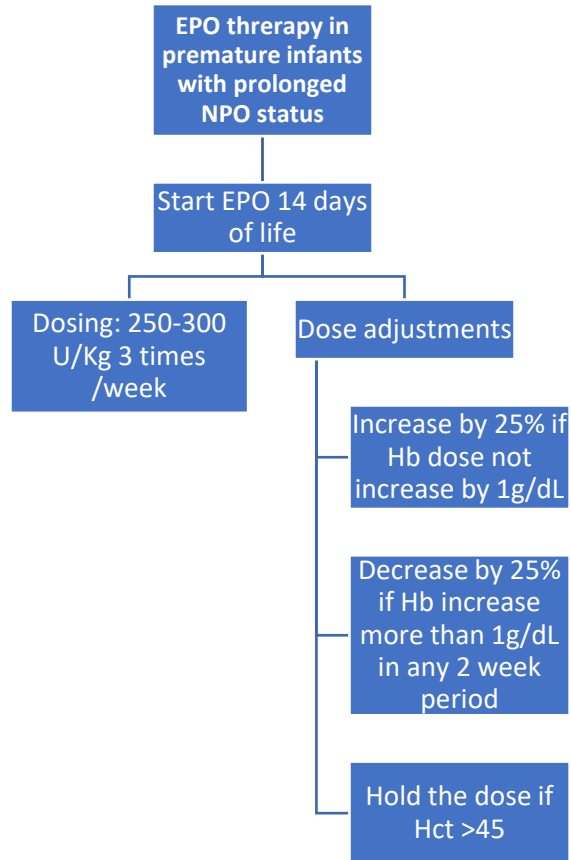 EPO threrapy in
premature infants
with prolonged
NPO status
Start EPO 14 days
of life
Dosing: 250-300
U/Kg 3 times
/week
Dose adjustments
Increase by 25% if
Hb dose not
increase by 1g/dL
Decrease by 25%
if Hb increase
more than 1g/dL
in any 2 week
period
Hold the dose if
Hct >45